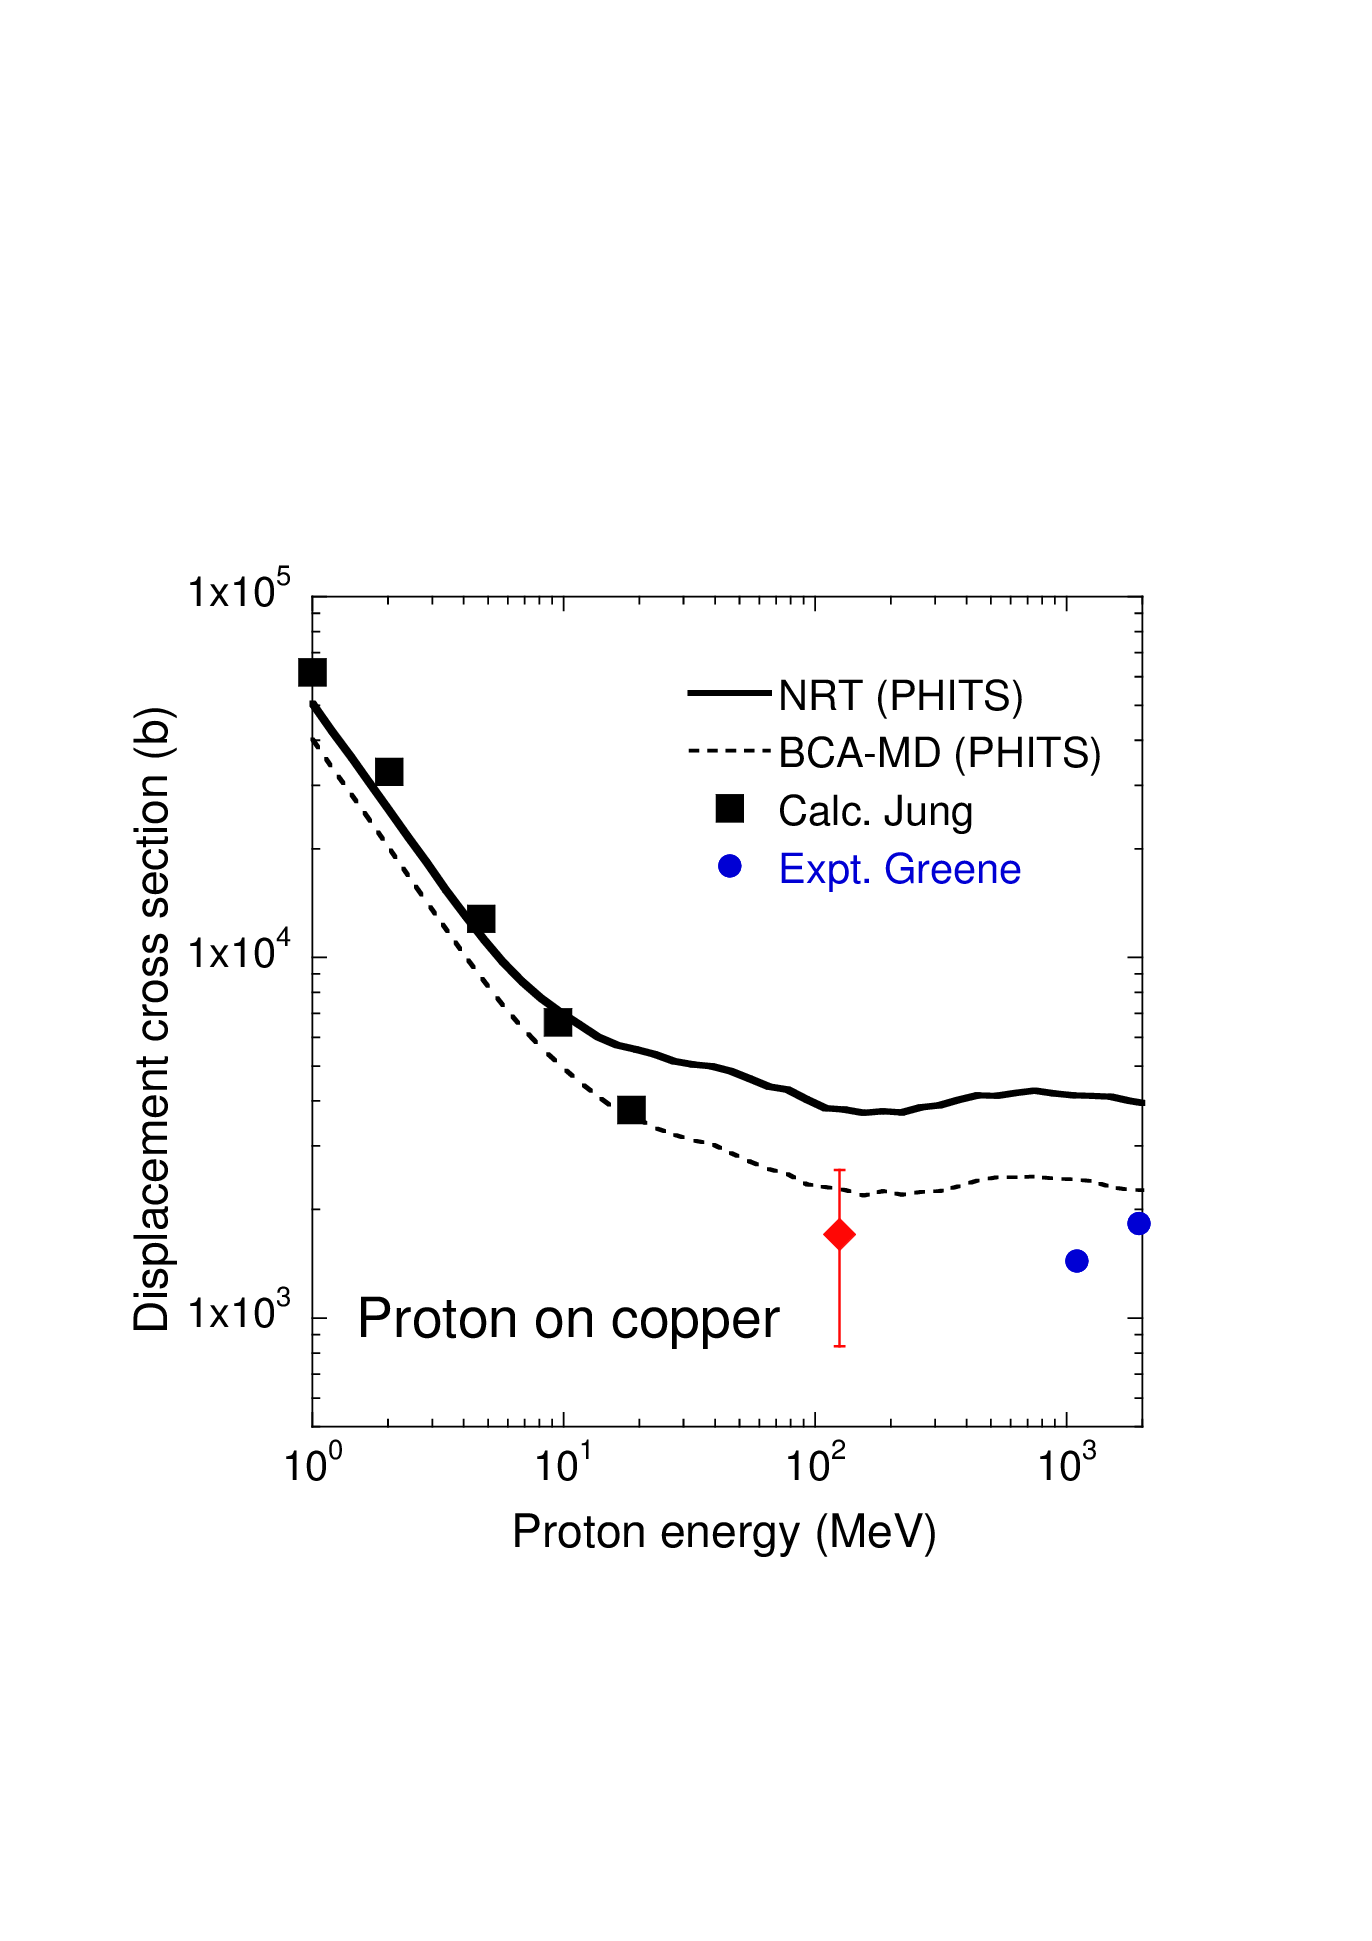 1x10^5
NRT (PHITS)
BCA-MD (PHITS)
Calc. Jung
Expt. Greene
Displacement cross section (b)
1x10^4
1x10^3
Proton on copper
10^0
10^1
10^2
10^3
Proton energy (MeV)